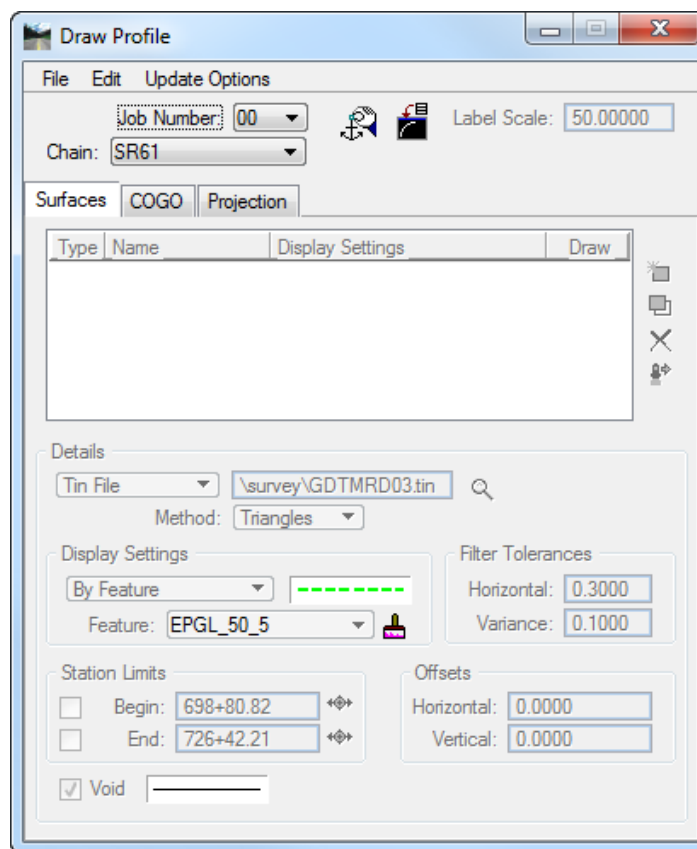 Draw Profile
File Edit Update Options
Job Number: 00 Label Scale: 50.00000
Chain: SR61
Surfaces COGO Projection
Type Name Display Settings Draw
Details
Tin File \survey\GDTMRD03.tin
Method: Triangles
Display Settings Filter Tolerances
By Feature Horizontal: 0.3000
Feature: EPGL_50_5 Variance: 0.1000
Station Limits Offsets
Begin: 698+80.82 Horizontal: 0.0000
End: 726+42.21 Vertical: 0.0000
Void